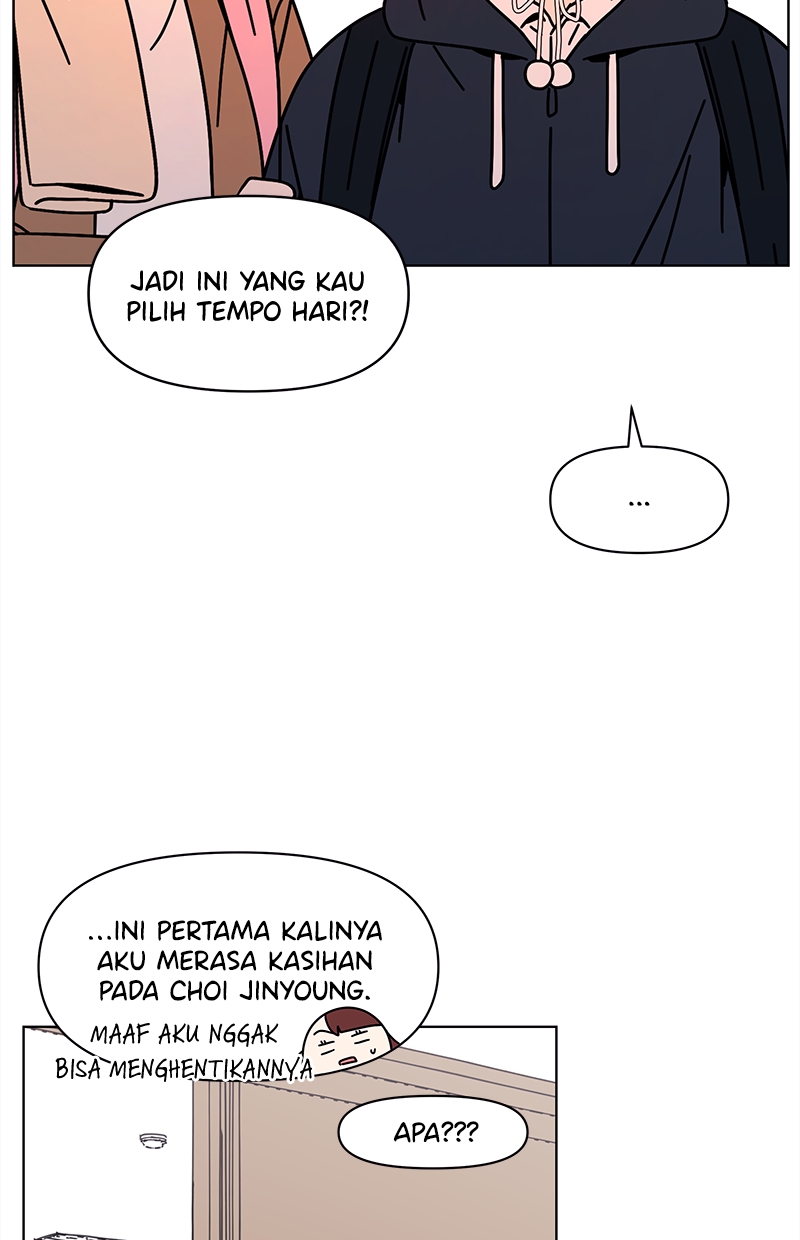 JADI INI YANG KAU
PILIH TEMPO HARI?!
...
...INI PERTAMA KALINYA
AKU MERASA KASIHAN
PADA CHOI JINYOUNG.
MAAF AKU NGGAK
BISA MENGHENTIKANNYA
APA???